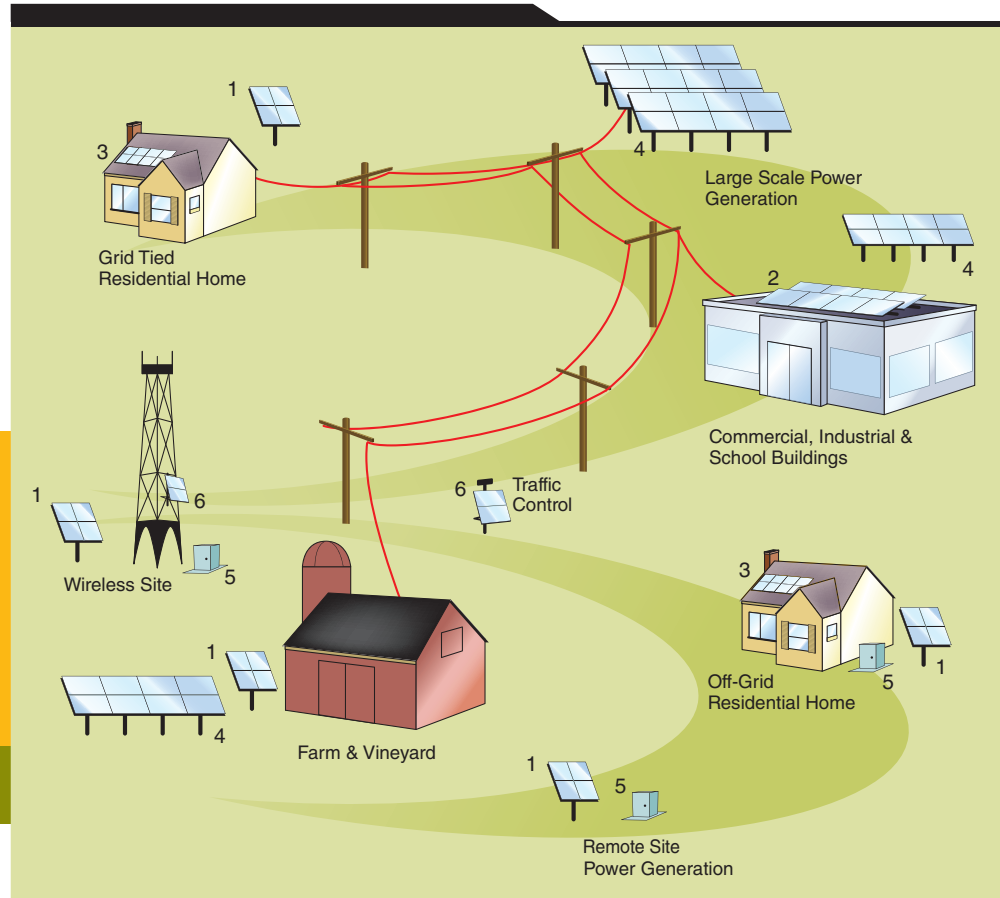 1
3
4
Large Scale Power
Generation
4
Grid Tied
Residential Home
2
Commercial, Industrial &
School Buildings
1
6
6
Traffic
Control
5
Wireless Site
3
1
5
Off-Grid
Residential Home
1
4
Farm & Vineyard
1
5
Remote Site
Power Generation